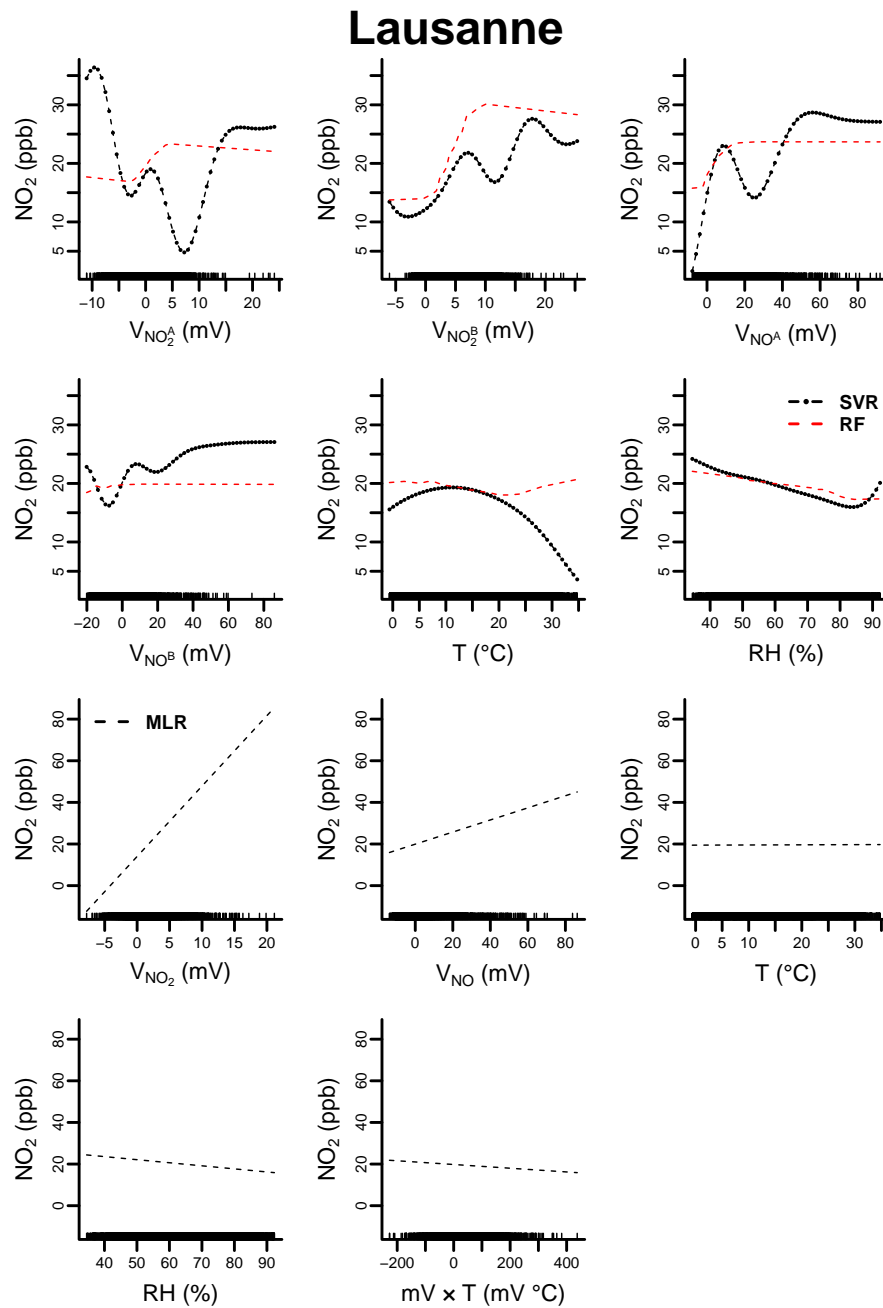 Lausanne
NO2 (ppb)
5 10 20 30
−10 0 5 10 20
V_NO2^A (mV)
NO2 (ppb)
5 10 20 30
−5 0 10 20
V_NO2^B (mV)
NO2 (ppb)
5 10 20 30
0 20 40 60 80
V_NO^A (mV)
NO2 (ppb)
5 10 20 30
−20 0 20 40 60 80
V_NO^B (mV)
NO2 (ppb)
5 10 20 30
0 10 20 30
T (°C)
SVR
RF
NO2 (ppb)
5 10 20 30
40 50 60 70 80 90
RH (%)
MLR
NO2 (ppb)
0 20 40 60 80
−5 0 5 10 15 20
V_NO2 (mV)
NO2 (ppb)
0 20 40 60 80
0 20 40 60 80
V_NO (mV)
NO2 (ppb)
0 20 40 60 80
0 10 20 30
T (°C)
NO2 (ppb)
0 20 40 60 80
40 50 60 70 80 90
RH (%)
NO2 (ppb)
0 20 40 60 80
−200 0 200 400
mV × T (mV °C)